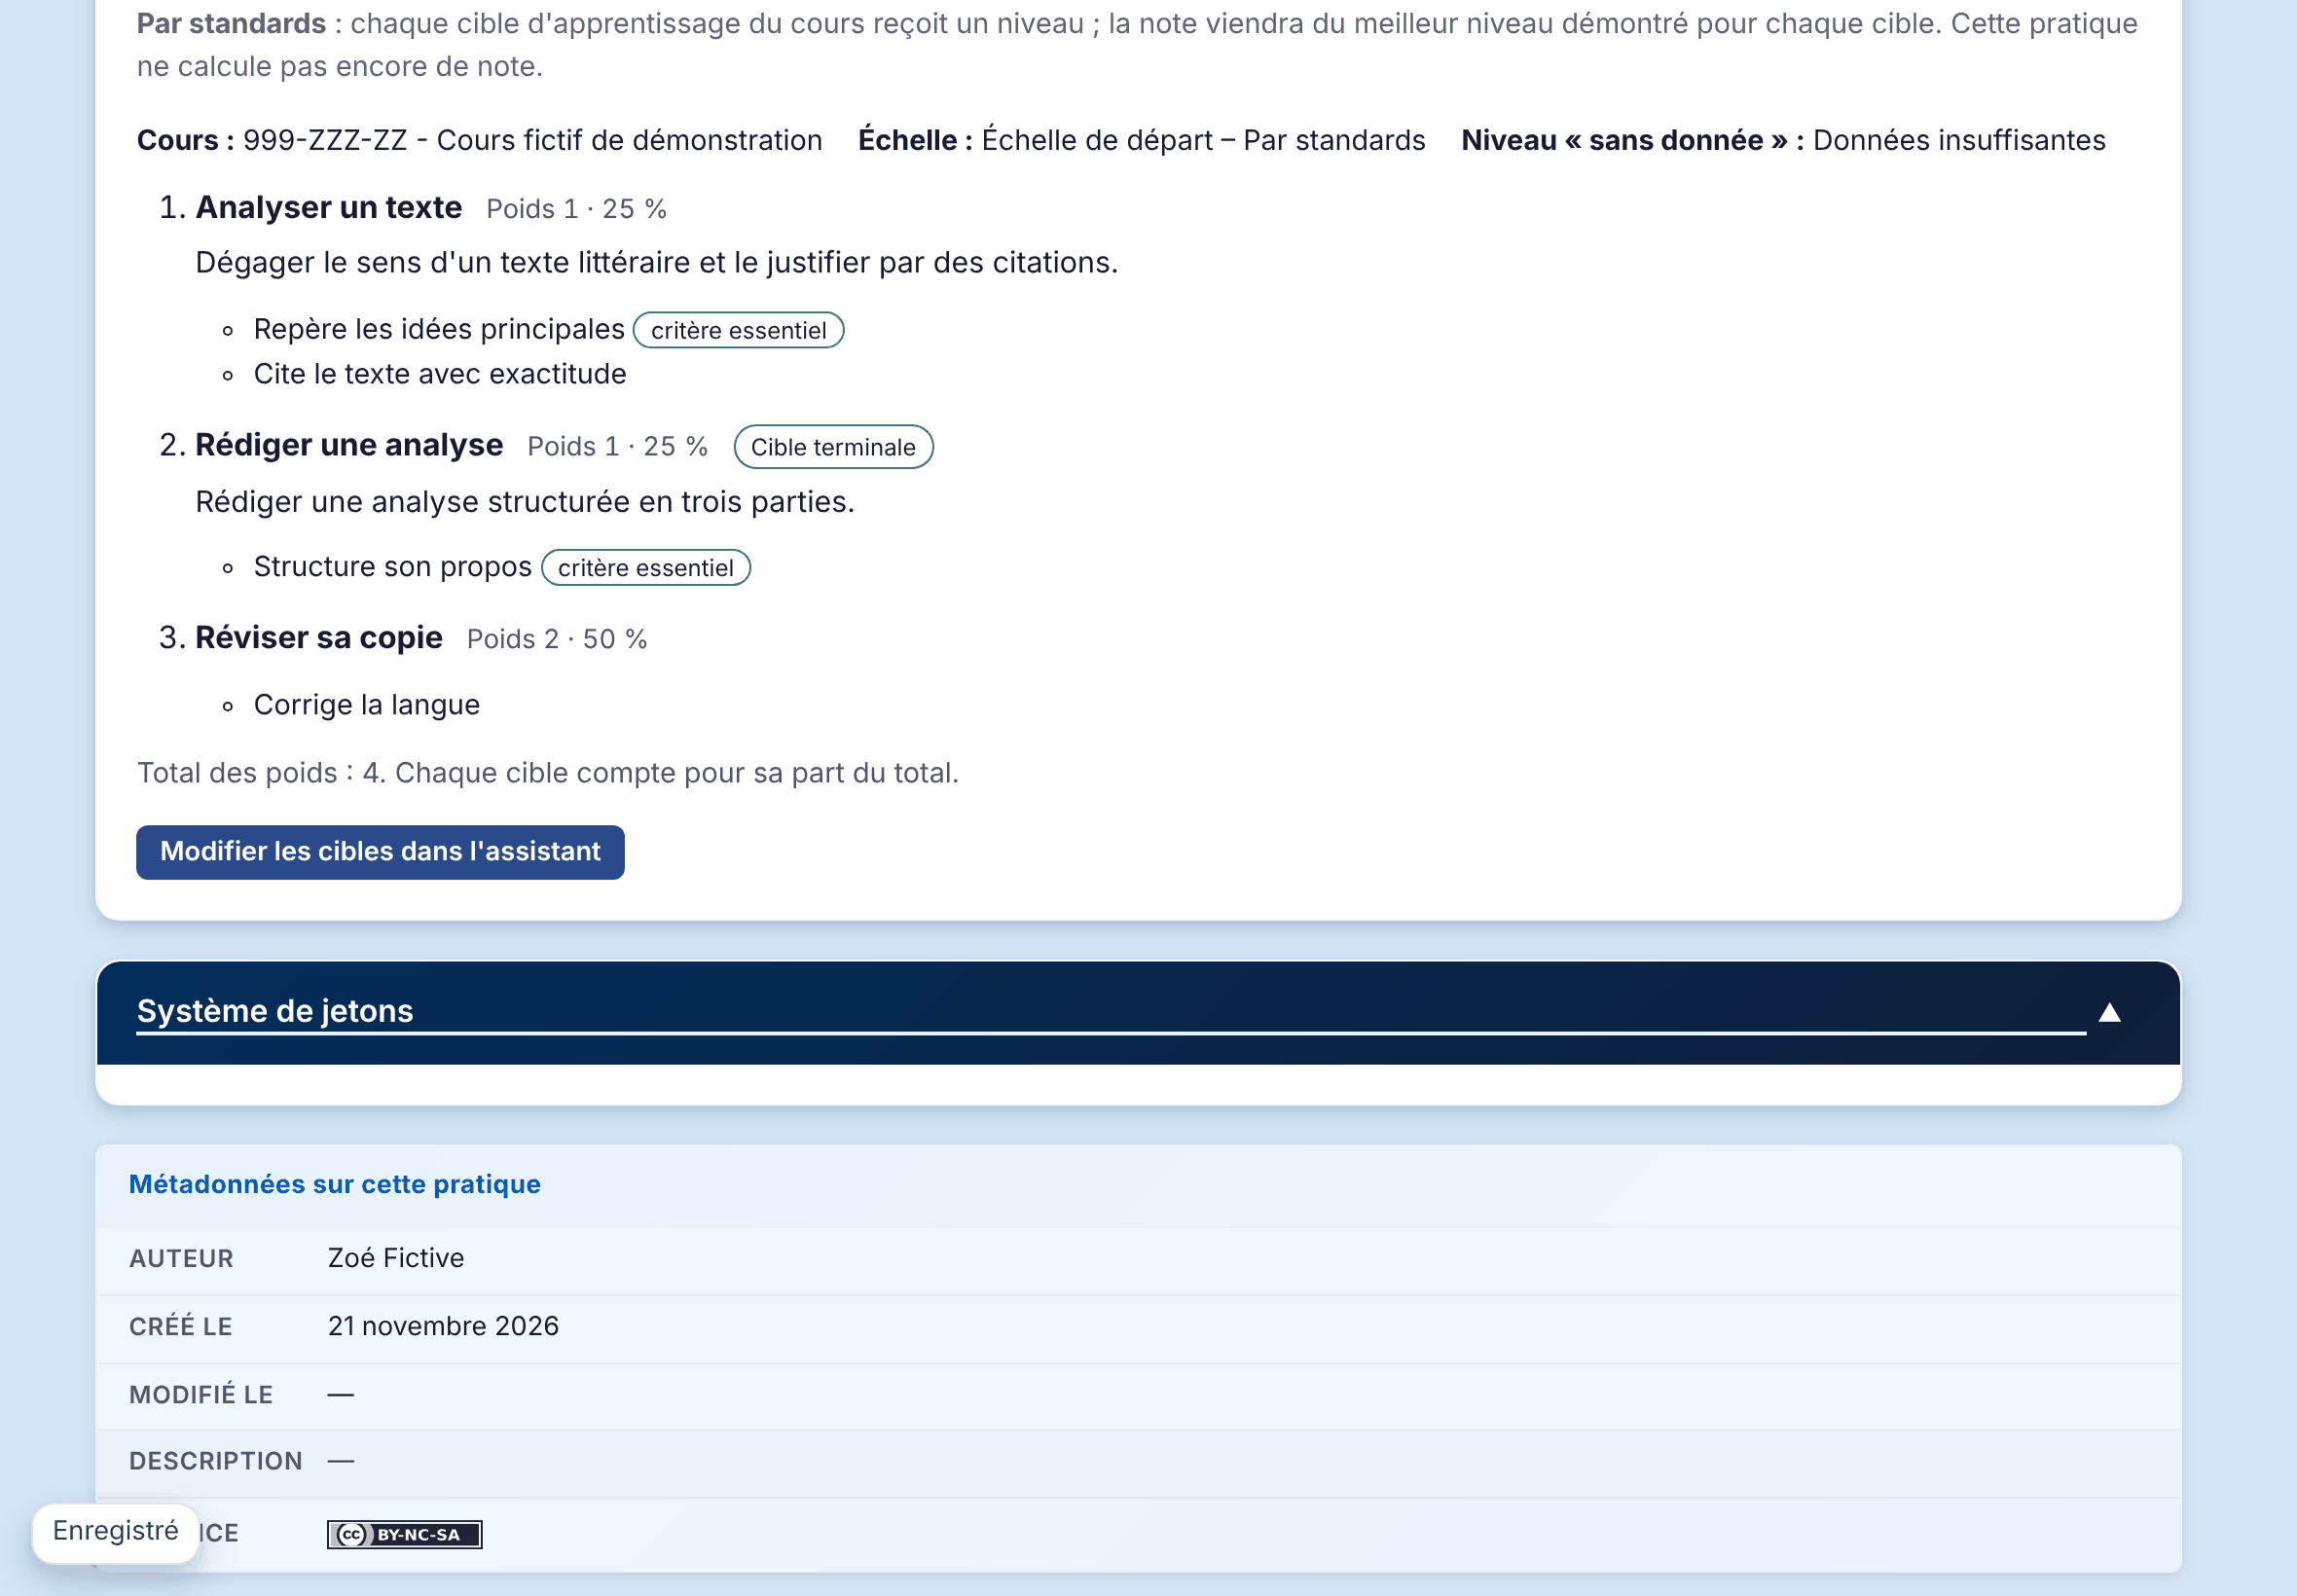 Par standards : chaque cible d'apprentissage du cours reçoit un niveau ; la note viendra du meilleur niveau démontré pour chaque cible. Cette pratique
ne calcule pas encore de note.
Cours : 999-ZZZ-ZZ - Cours fictif de démonstration Échelle : Échelle de départ – Par standards Niveau « sans donnée » : Données insuffisantes
1. Analyser un texte Poids 1 · 25 %
Dégager le sens d'un texte littéraire et le justifier par des citations.
Repère les idées principales critère essentiel
Cite le texte avec exactitude
2. Rédiger une analyse Poids 1 · 25 % Cible terminale
Rédiger une analyse structurée en trois parties.
Structure son propos critère essentiel
3. Réviser sa copie Poids 2 · 50 %
Corrige la langue
Total des poids : 4. Chaque cible compte pour sa part du total.
Modifier les cibles dans l'assistant
Système de jetons
Métadonnées sur cette pratique
AUTEUR Zoé Fictive
CRÉÉ LE 21 novembre 2026
MODIFIÉ LE —
DESCRIPTION —
Enregistré
cc BY-NC-SA